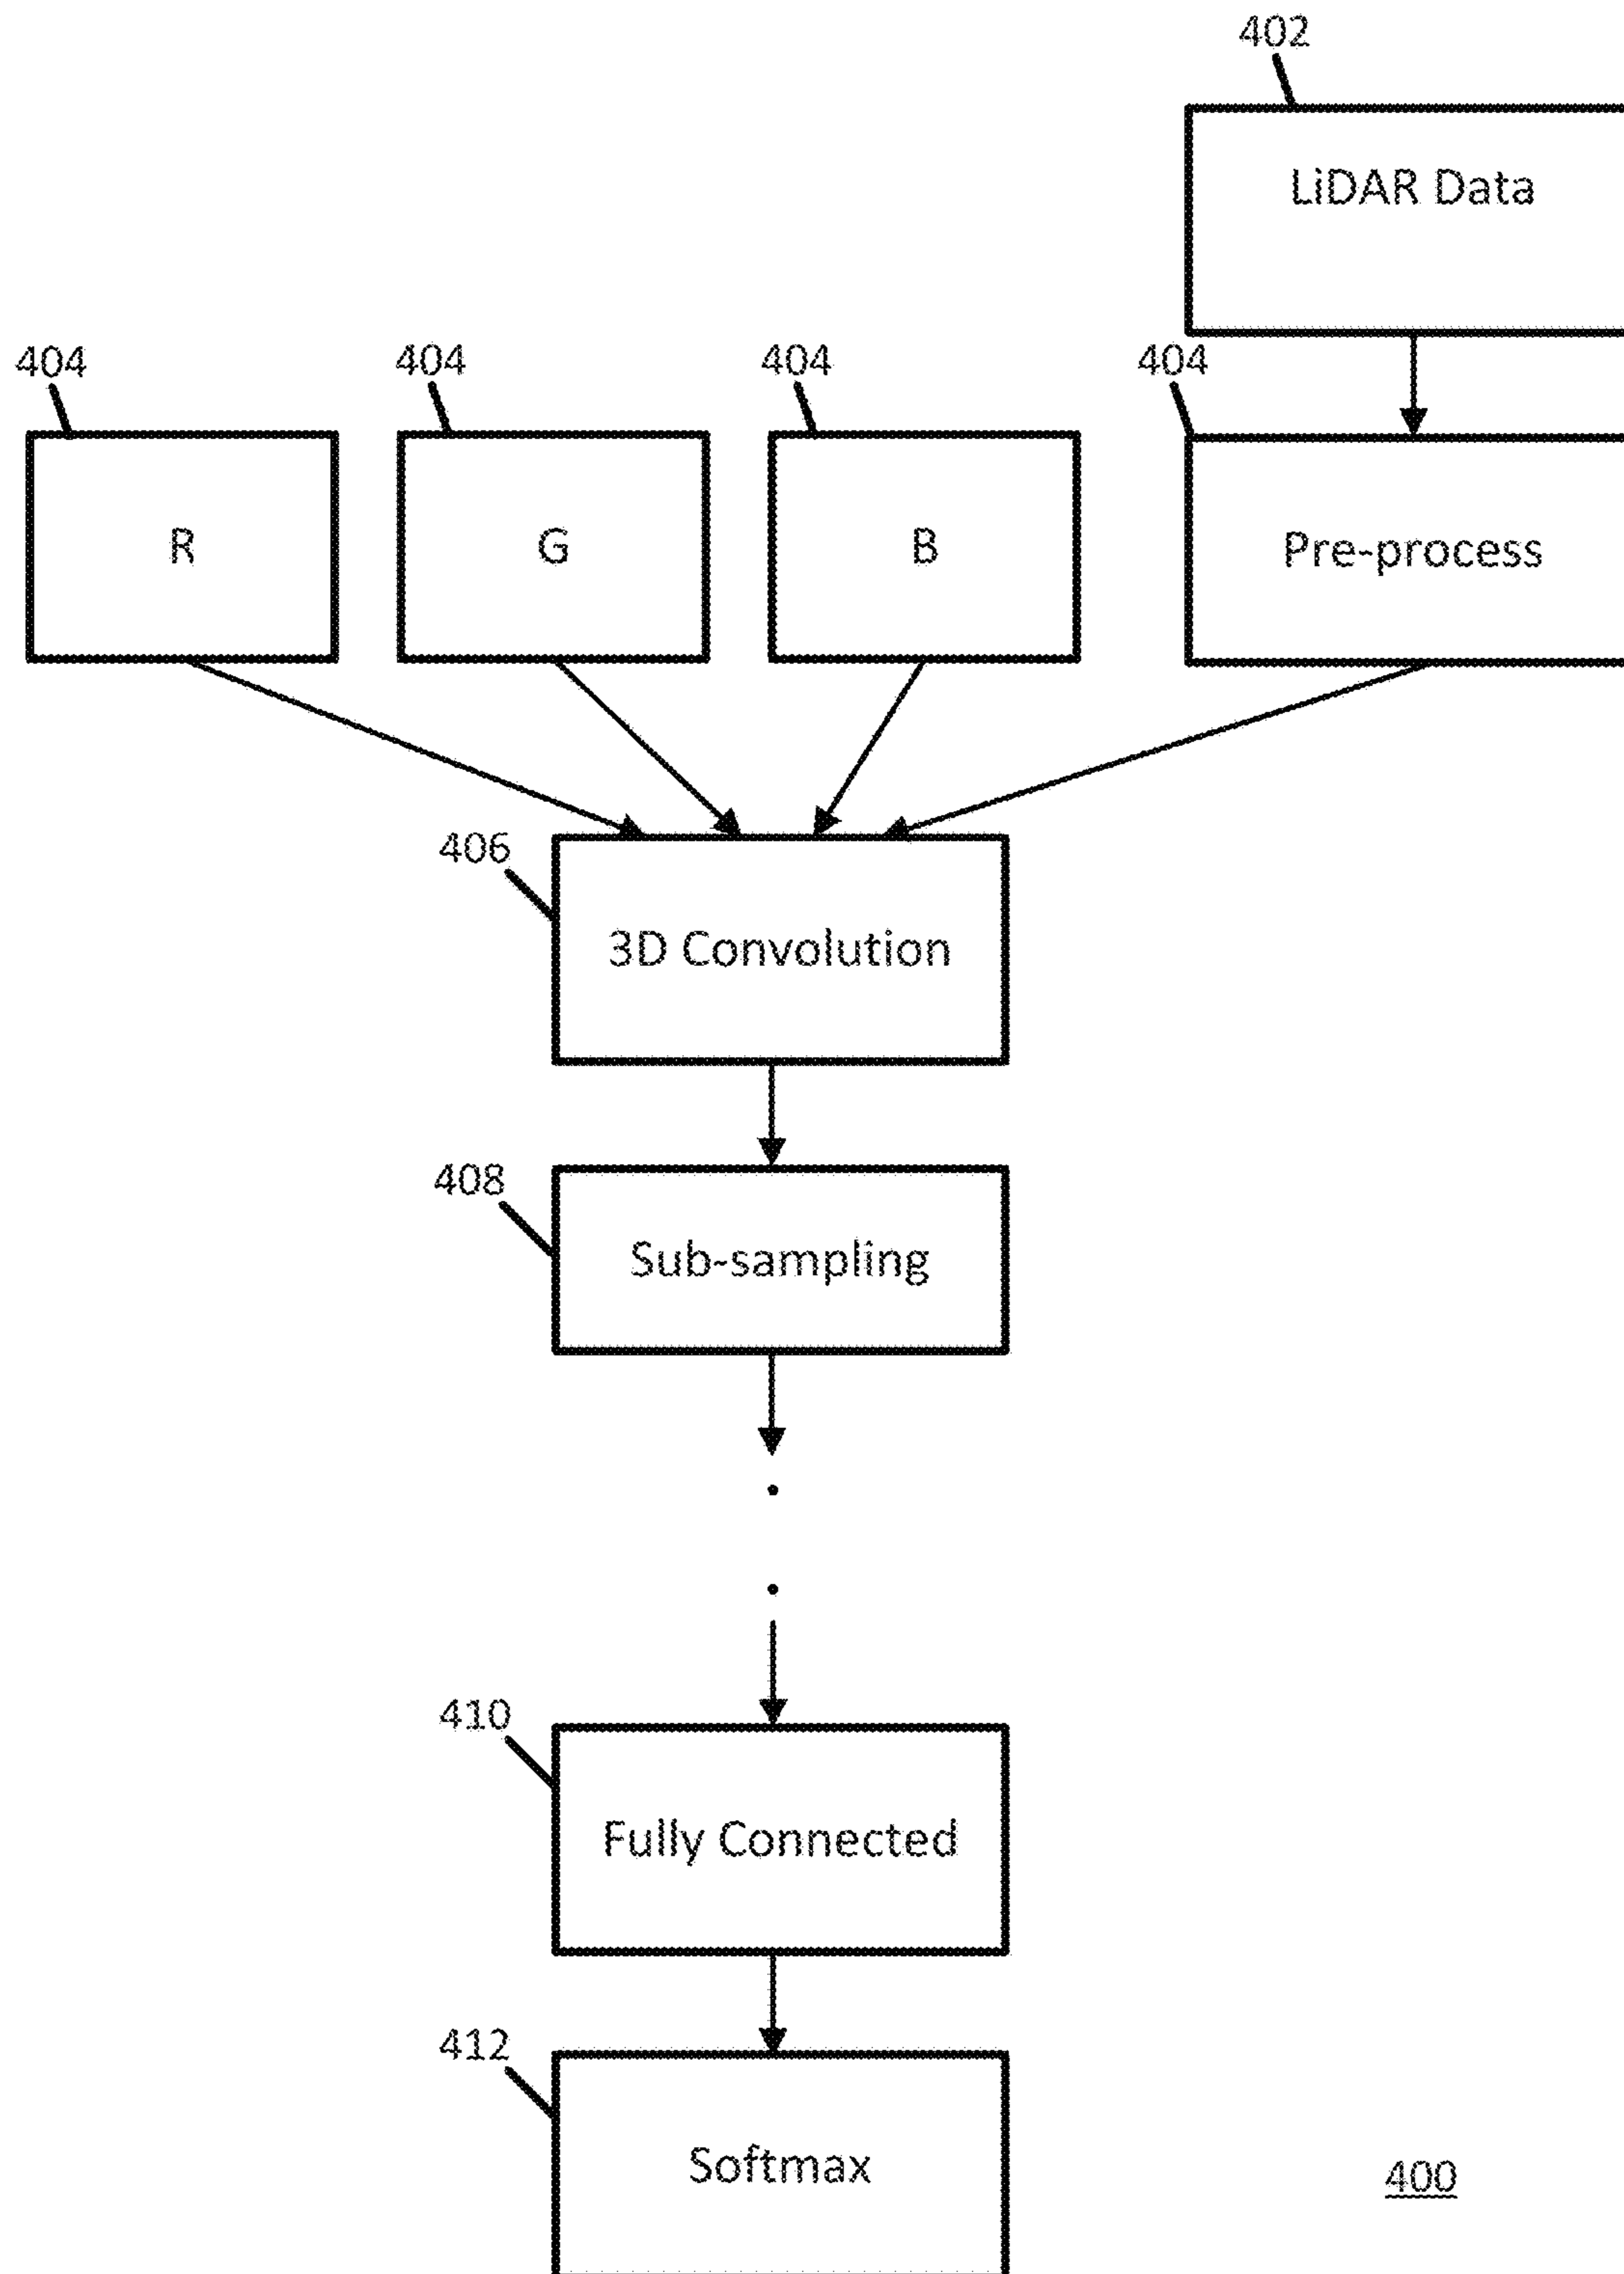 402
LiDAR Data
404
404
404
404
R
G
B
Pre-process
406
3D Convolution
408
Sub-sampling
410
Fully Connected
412
Softmax
400